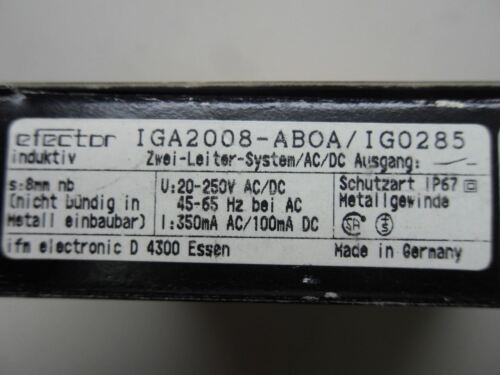 efector IGA2008-ABOA/IG0285
induktiv Zwei-Leiter-System/AC/DC Ausgang:
s:8mm nb U:20-250V AC/DC Schutzart IP67
(nicht bündig in 45-65 Hz bei AC Metallgewinde
Metall einbaubar) I:350mA AC/100mA DC SA S
ifm electronic D 4300 Essen Made in Germany